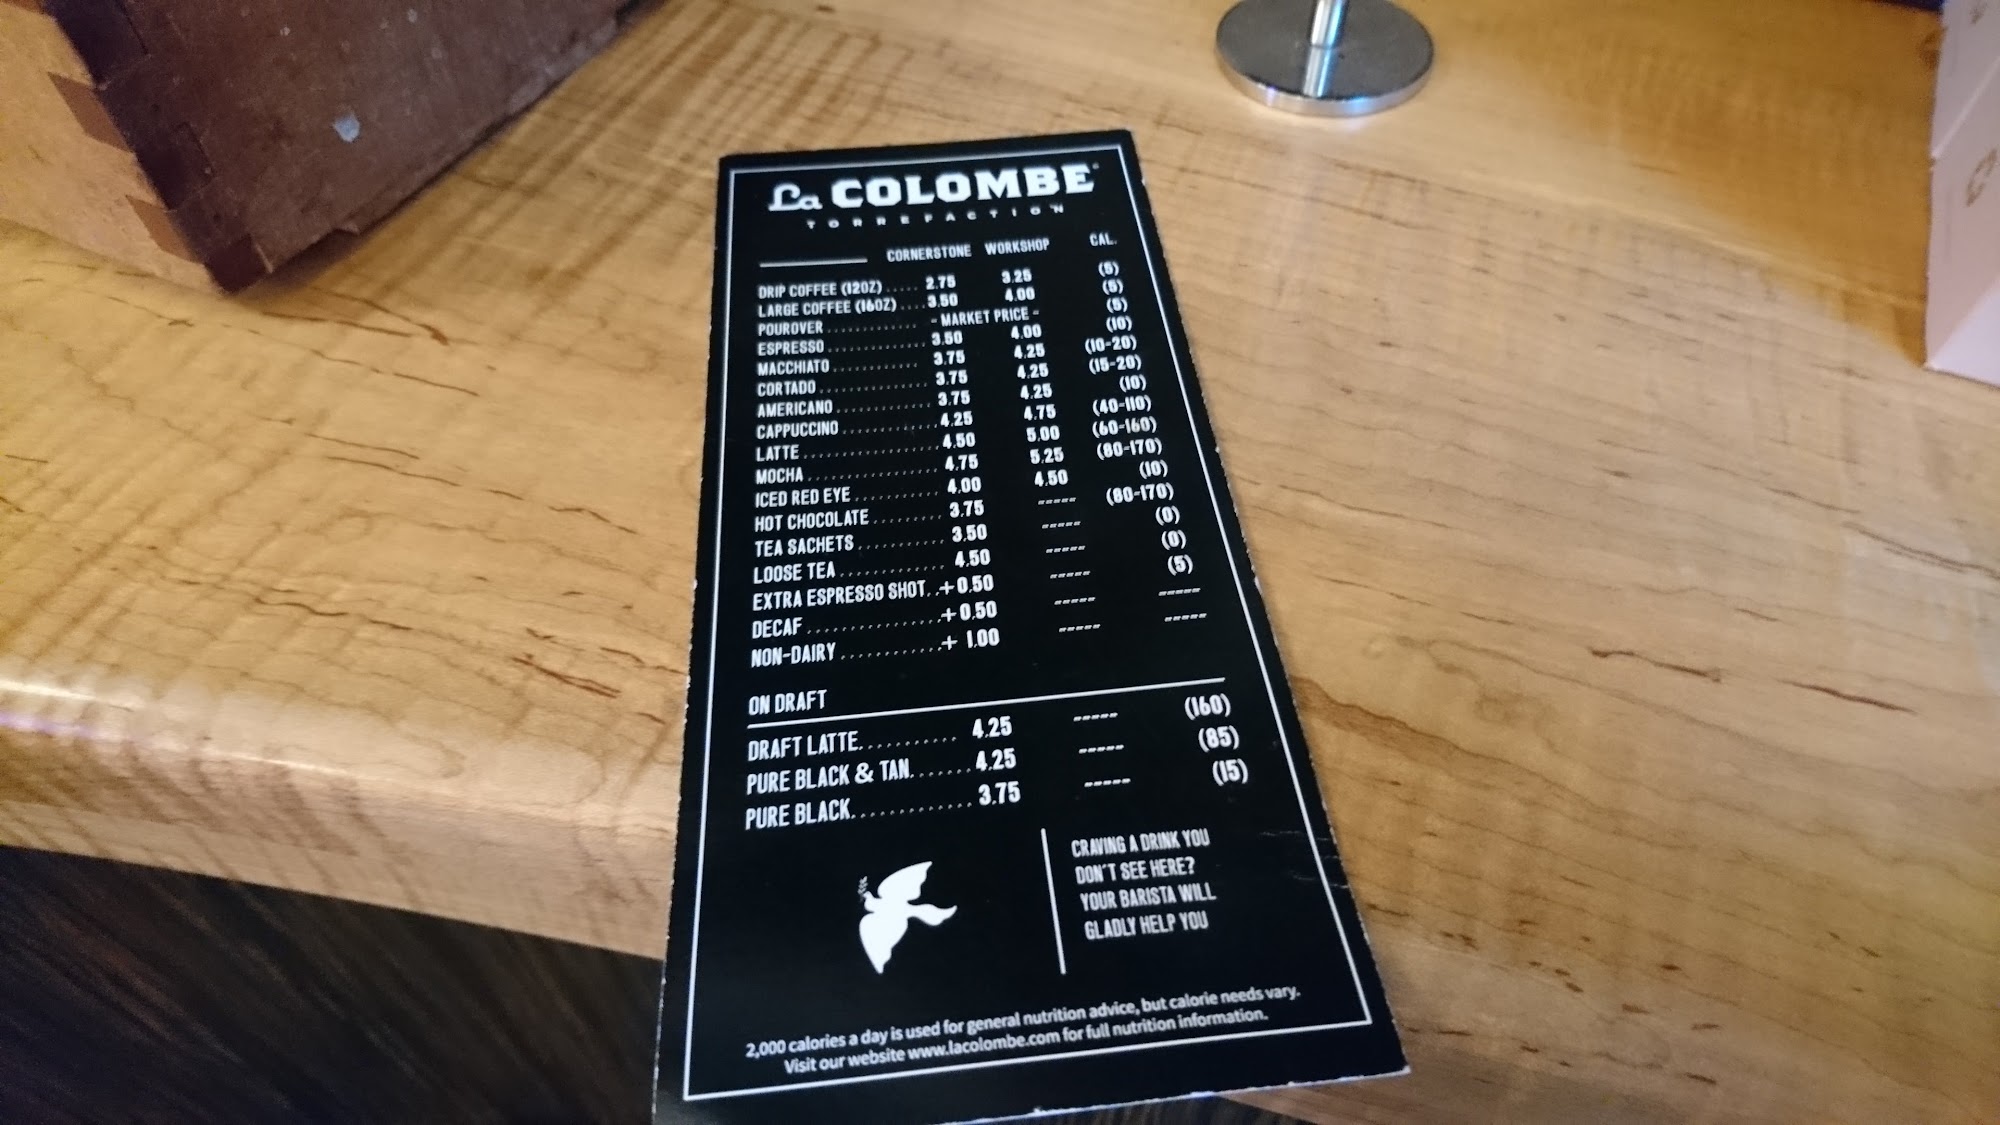 La COLOMBE®
TORREFACTION
CORNERSTONE WORKSHOP CAL.
DRIP COFFEE (12OZ) ..... 2.75 3.25 (5)
LARGE COFFEE (16OZ) .... 3.50 4.00 (5)
POUROVER ............. - MARKET PRICE - (5)
ESPRESSO .............. 3.50 4.00 (10)
MACCHIATO ............ 3.75 4.25 (10-20)
CORTADO ............... 3.75 4.25 (15-20)
AMERICANO ............. 3.75 4.25 (10)
CAPPUCCINO ............. 4.25 4.75 (40-110)
LATTE ................... 4.50 5.00 (60-160)
MOCHA ................. 4.75 5.25 (80-170)
ICED RED EYE ........... 4.00 4.50 (10)
HOT CHOCOLATE ......... 3.75 ----- (80-170)
TEA SACHETS ........... 3.50 ----- (0)
LOOSE TEA ............. 4.50 ----- (0)
EXTRA ESPRESSO SHOT. .+0.50 ----- (5)
DECAF ................+0.50 ----- -----
NON-DAIRY ............+ 1.00 ----- -----
ON DRAFT
DRAFT LATTE........... 4.25 ----- (160)
PURE BLACK & TAN....... 4.25 ----- (85)
PURE BLACK............ 3.75 ----- (15)
CRAVING A DRINK YOU
DON'T SEE HERE?
YOUR BARISTA WILL
GLADLY HELP YOU
2,000 calories a day is used for general nutrition advice, but calorie needs vary.
Visit our website www.lacolombe.com for full nutrition information.